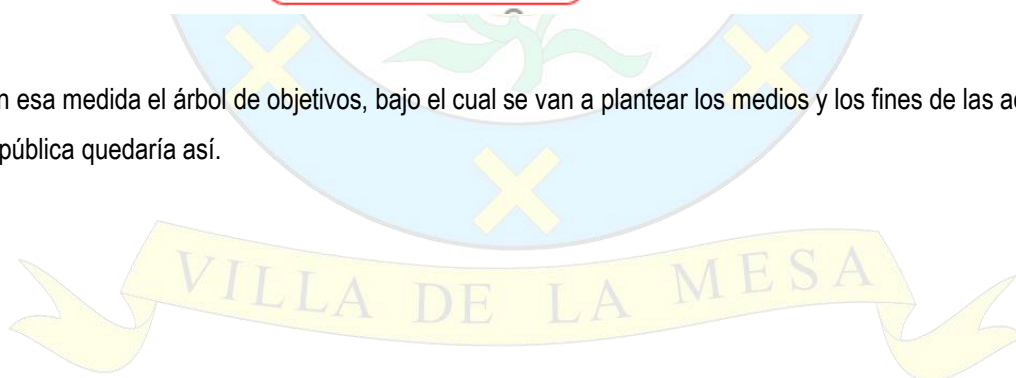 n esa medida el árbol de objetivos, bajo el cual se van a plantear los medios y los fines de las
pública quedaría así.
VILLA DE LA MESA